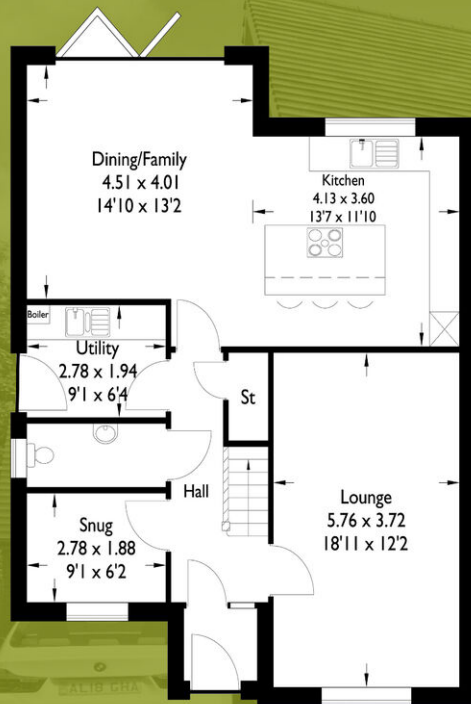 Dining/Family
4.51 x 4.01
14'10 x 13'2
Kitchen
4.13 x 3.60
13'7 x 11'10
Boiler
Utility
2.78 x 1.94
9'1 x 6'4
St
Hall
Lounge
5.76 x 3.72
18'11 x 12'2
Snug
2.78 x 1.88
9'1 x 6'2
AL18 GHA